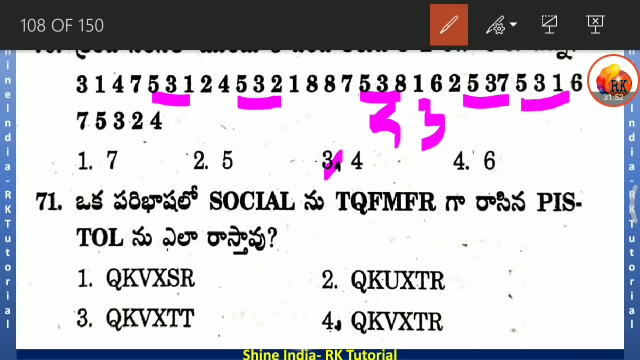 108 OF 150
3 1 4 7 5 3 1 2 4 5 3 2 1 8 8 7 5 3 8 1 6 2 5 3 7 5 3 1 6
7 5 3 2 4
1. 7 2. 5 3. 4 4. 6
71. ఒక పరిభాషలో SOCIAL ను TQFMFR గా రాసిన PIS-
TOL ను ఎలా రాస్తావు?
1. QKVXSR 2. QKUXTR
3. QKVXTT 4. QKVXTR
RK
31:52
Shine India- RK Tutorial